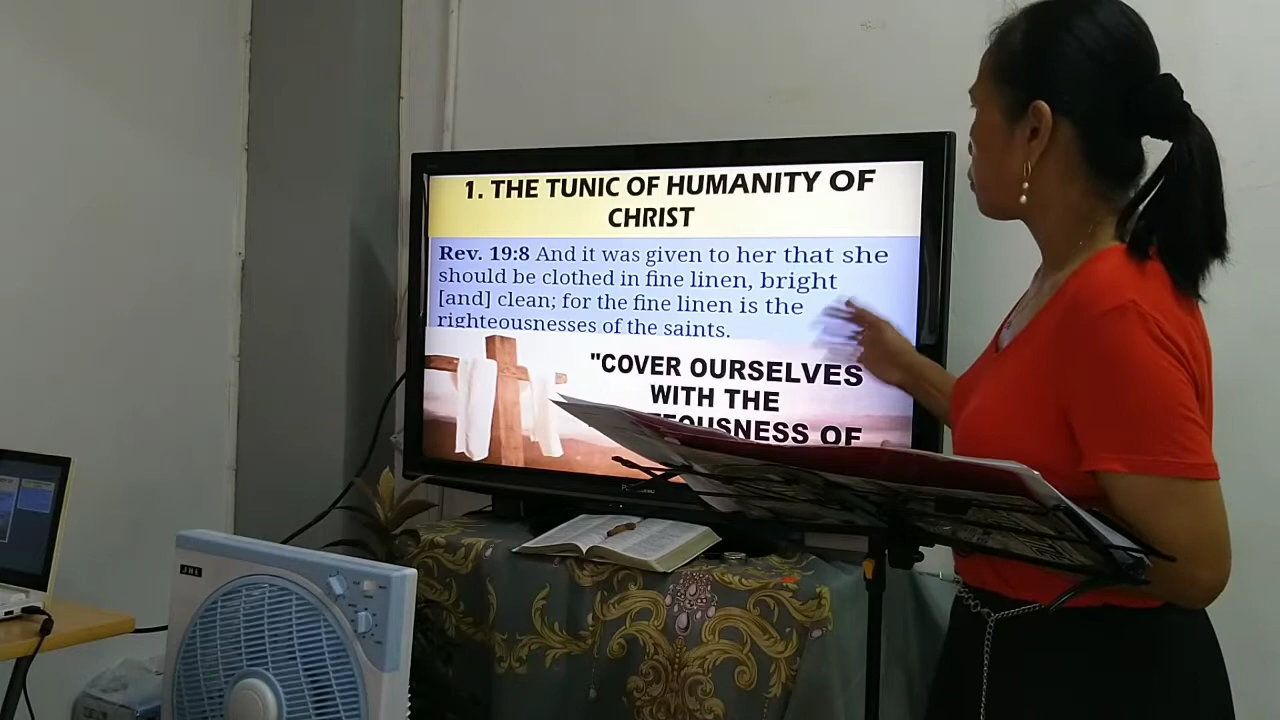 1. THE TUNIC OF HUMANITY OF
CHRIST
Rev. 19:8 And it was given to her that she
should be clothed in fine linen, bright
[and] clean; for the fine linen is the
righteousnesses of the saints.
"COVER OURSELVES
WITH THE
OF